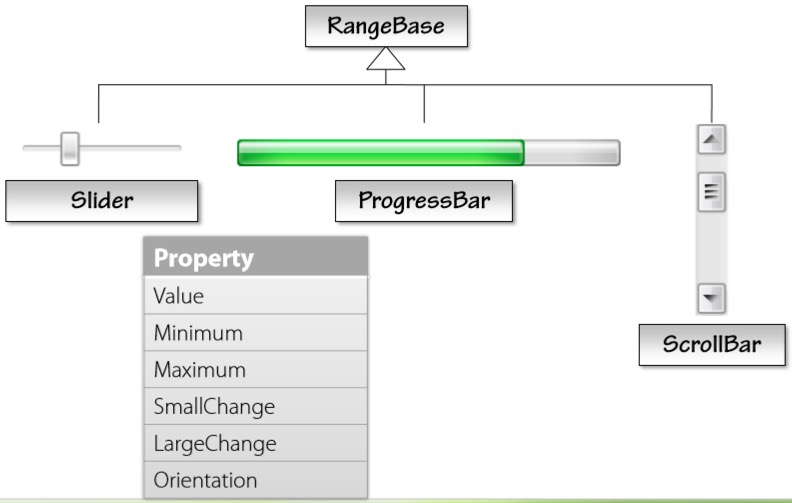 RangeBase
Slider
ProgressBar
ScrollBar
Property
Value
Minimum
Maximum
SmallChange
LargeChange
Orientation